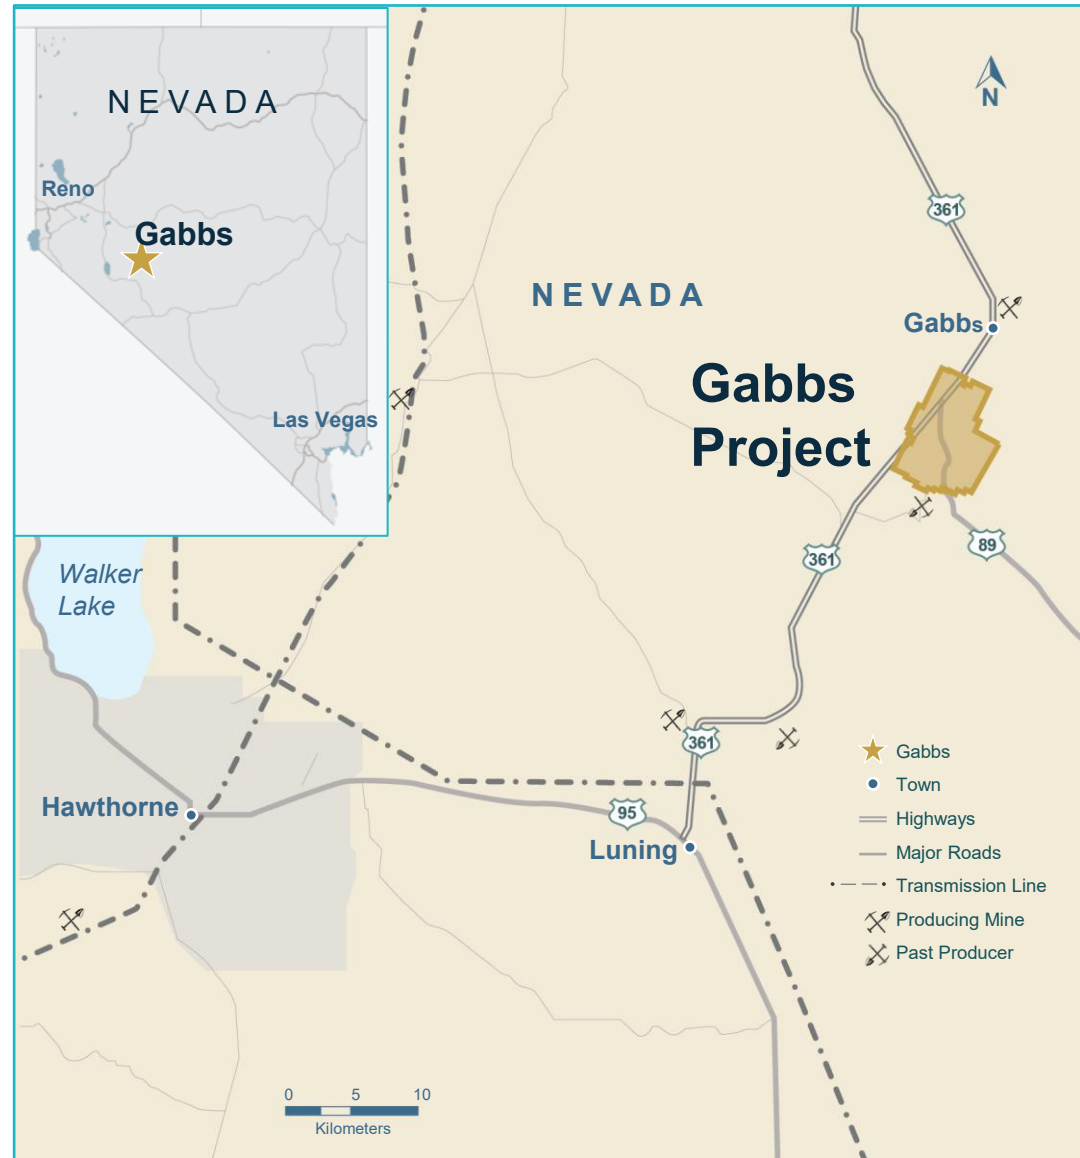 NEVADA
Reno
Gabbs
Las Vegas
N
361
NEVADA
Gabbs
Gabbs
Project
361
89
Walker
Lake
361
Hawthorne
95
Luning
Gabbs
Town
Highways
Major Roads
Transmission Line
Producing Mine
Past Producer
0 5 10
Kilometers